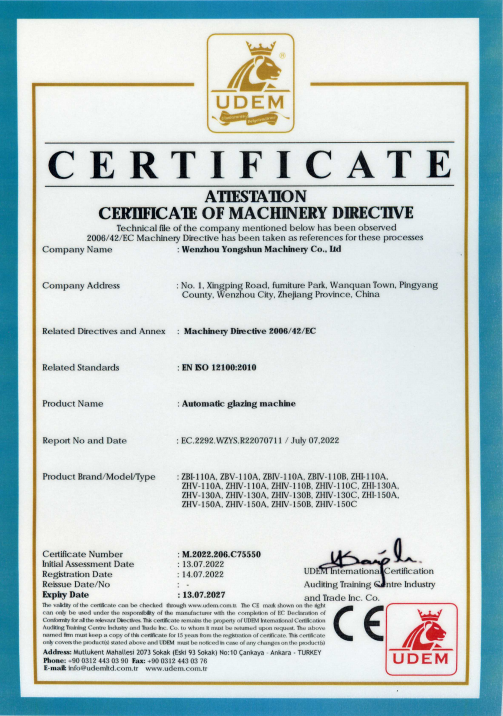 UDEM
CERTIFICATE
ATTESTATION
CERTIFICATE OF MACHINERY DIRECTIVE
Technical file of the company mentioned below has been observed
2006/42/EC Machinery Directive has been taken as references for these processes
Company Name : Wenzhou Yongshun Machinery Co., Ltd
Company Address : No. 1, Xingping Road, furniture Park, Wanquan Town, Pingyang
County, Wenzhou City, Zhejiang Province, China
Related Directives and Annex : Machinery Directive 2006/42/EC
Related Standards : EN ISO 12100:2010
Product Name : Automatic glazing machine
Report No and Date : EC.2292.WZYS.R22070711 / July 07,2022
Product Brand/Model/Type : ZBI-110A, ZBV-110A, ZBIV-110A, ZBIV-110B, ZHI-110A,
ZHV-110A, ZHIV-110A, ZHIV-110B, ZHIV-110C, ZHI-130A,
ZHV-130A, ZHIV-130A, ZHIV-130B, ZHIV-130C, ZHI-150A,
ZHV-150A, ZHIV-150A, ZHIV-150B, ZHIV-150C
Certificate Number : M.2022.206.C75550
Initial Assessment Date : 13.07.2022
Registration Date : 14.07.2022
Reissue Date/No : -
Expiry Date : 13.07.2027
UDEM International Certification
Auditing Training Centre Industry
and Trade Inc. Co.
The validity of the certificate can be checked through www.udem.com.tr. The CE mark shown on the right
can only be used under the responsibility of the manufacturer with the completion of EC Declaration of
Conformity for all the relevant Directives. This certificate remains the property of UDEM International Certification
Auditing Training Centre Industry and Trade Inc. Co. to whom it must be returned upon request. The above
named firm must keep a copy of this certificate for 15 years from the registration of certificate. This certificate
only covers the product(s) stated above and UDEM must be noticed in case of any changes on the product(s)
CE
UDEM
Address: Mutlukent Mahallesi 2073 Sokak (Eski 93 Sokak) No:10 Çankaya - Ankara - TURKEY
Phone: +90 0312 443 03 90 Fax: +90 0312 443 03 76
E-mail: info@udemltd.com.tr www.udem.com.tr